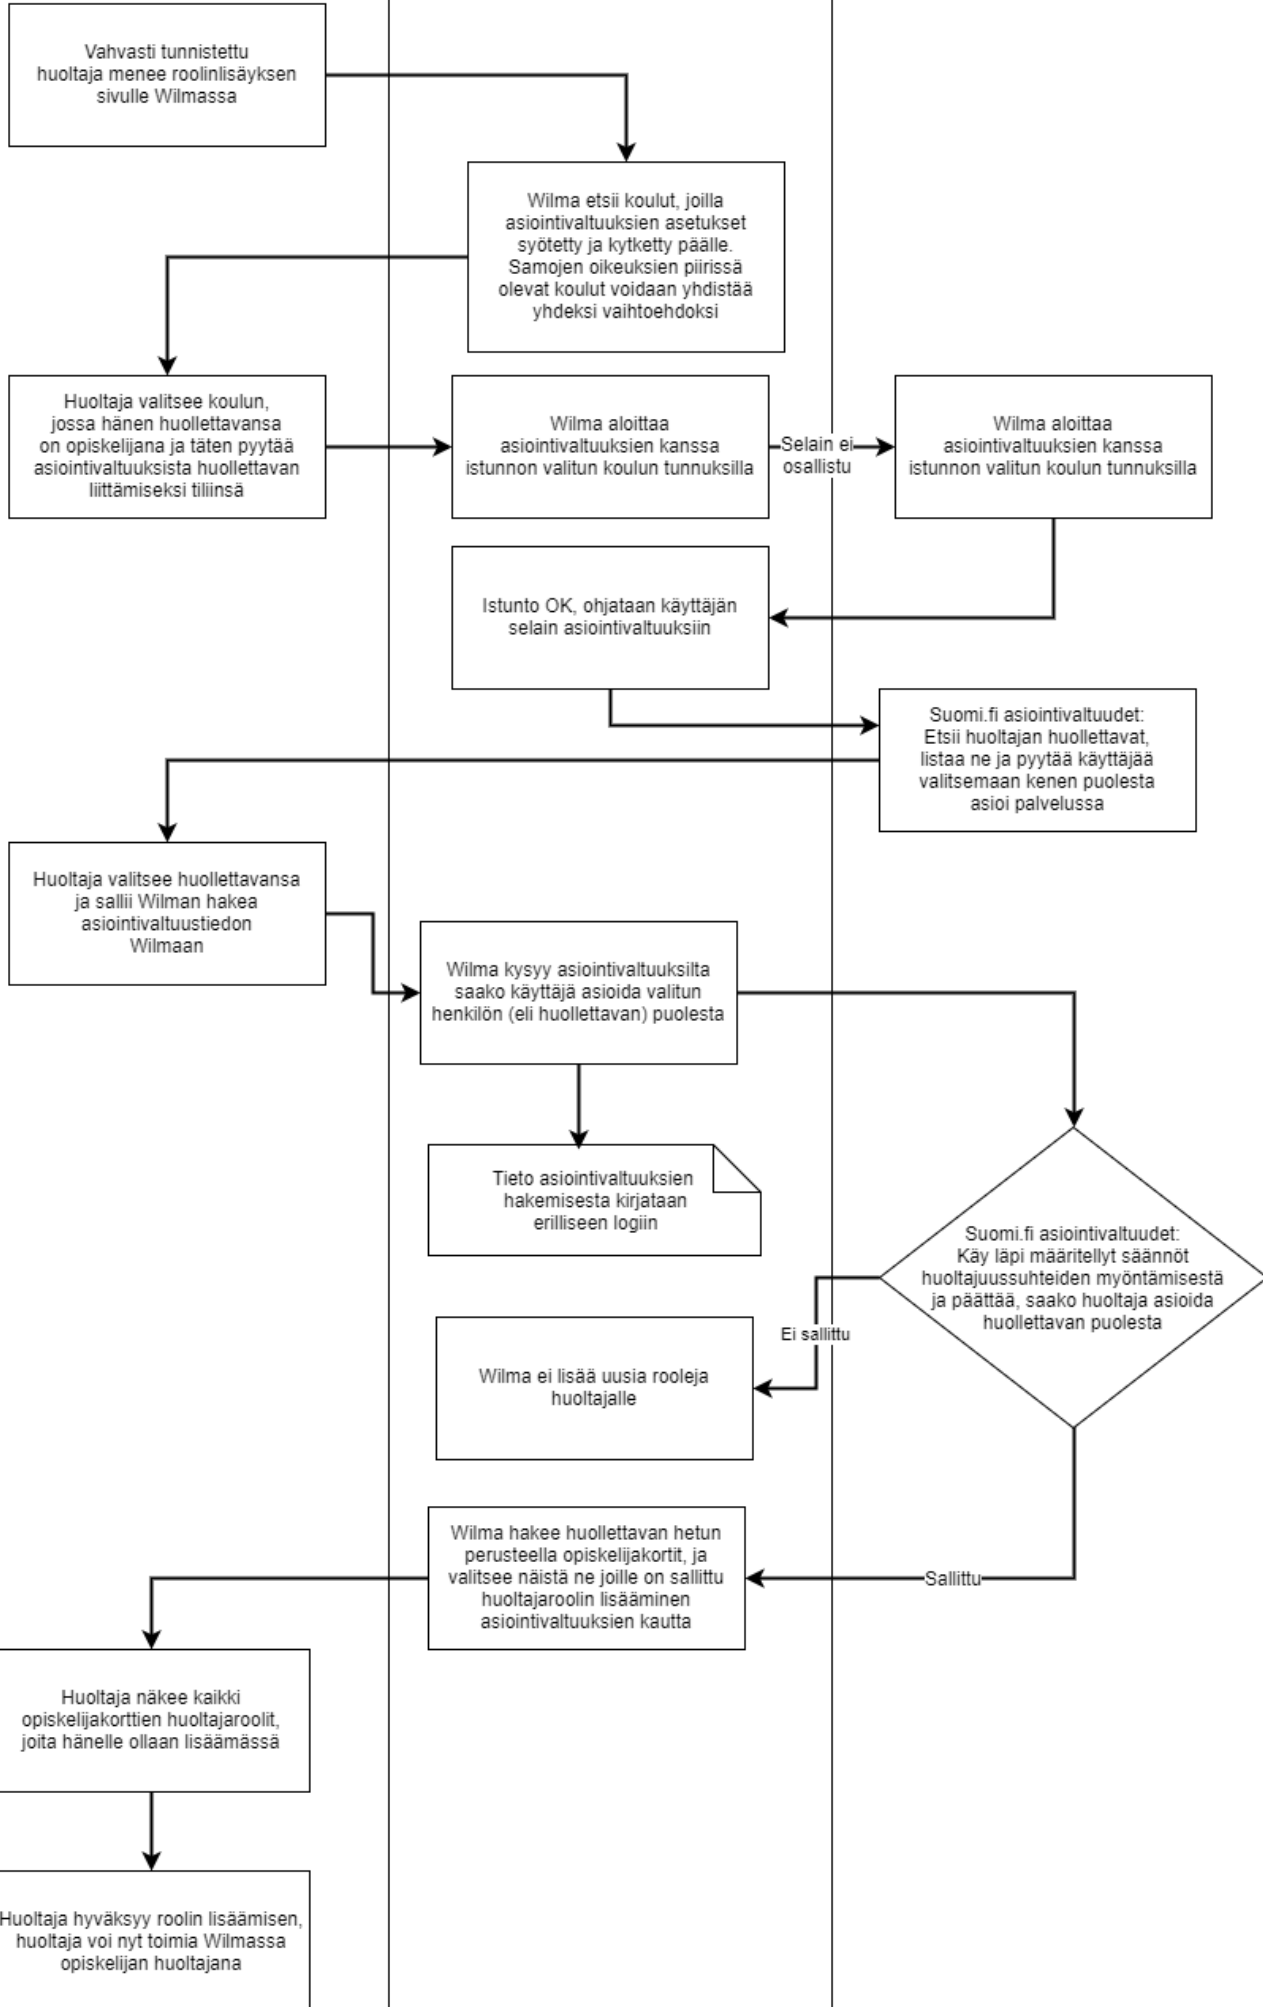 Vahvasti tunnistettu
huoltaja menee roolinlisäyksen
sivulle Wilmassa
Wilma etsii koulut, joilla
asiointivaltuuksien asetukset
syötetty ja kytketty päälle.
Samojen oikeuksien piirissä
olevat koulut voidaan yhdistää
yhdeksi vaihtoehdoksi
Huoltaja valitsee koulun,
jossa hänen huollettavansa
on opiskelijana ja täten pyytää
asiointivaltuuksista huollettavan
liittämiseksi tiliinsä
Wilma aloittaa
asiointivaltuuksien kanssa
istunnon valitun koulun tunnuksilla
Selain ei
osallistu
Wilma aloittaa
asiointivaltuuksien kanssa
istunnon valitun koulun tunnuksilla
Istunto OK, ohjataan käyttäjän
selain asiointivaltuuksiin
Suomi.fi asiointivaltuudet:
Etsii huoltajan huollettavat,
listaa ne ja pyytää käyttäjää
valitsemaan kenen puolesta
asioi palvelussa
Huoltaja valitsee huollettavansa
ja sallii Wilman hakea
asiointivaltuustiedon
Wilmaan
Wilma kysyy asiointivaltuuksilta
saako käyttäjä asioida valitun
henkilön (eli huollettavan) puolesta
Tieto asiointivaltuuksien
hakemisesta kirjataan
erilliseen logiin
Suomi.fi asiointivaltuudet:
Käy läpi määritellyt säännöt
huoltajuussuhteiden myöntämisestä
ja päättää, saako huoltaja asioida
huollettavan puolesta
Ei sallittu
Wilma ei lisää uusia rooleja
huoltajalle
Wilma hakee huollettavan hetun
perusteella opiskelijakortit, ja
valitsee näistä ne joille on sallittu
huoltajaroolin lisääminen
asiointivaltuuksien kautta
Sallittu
Huoltaja näkee kaikki
opiskelijakorttien huoltajaroolit,
joita hänelle ollaan lisäämässä
Huoltaja hyväksyy roolin lisäämisen,
huoltaja voi nyt toimia Wilmassa
opiskelijan huoltajana